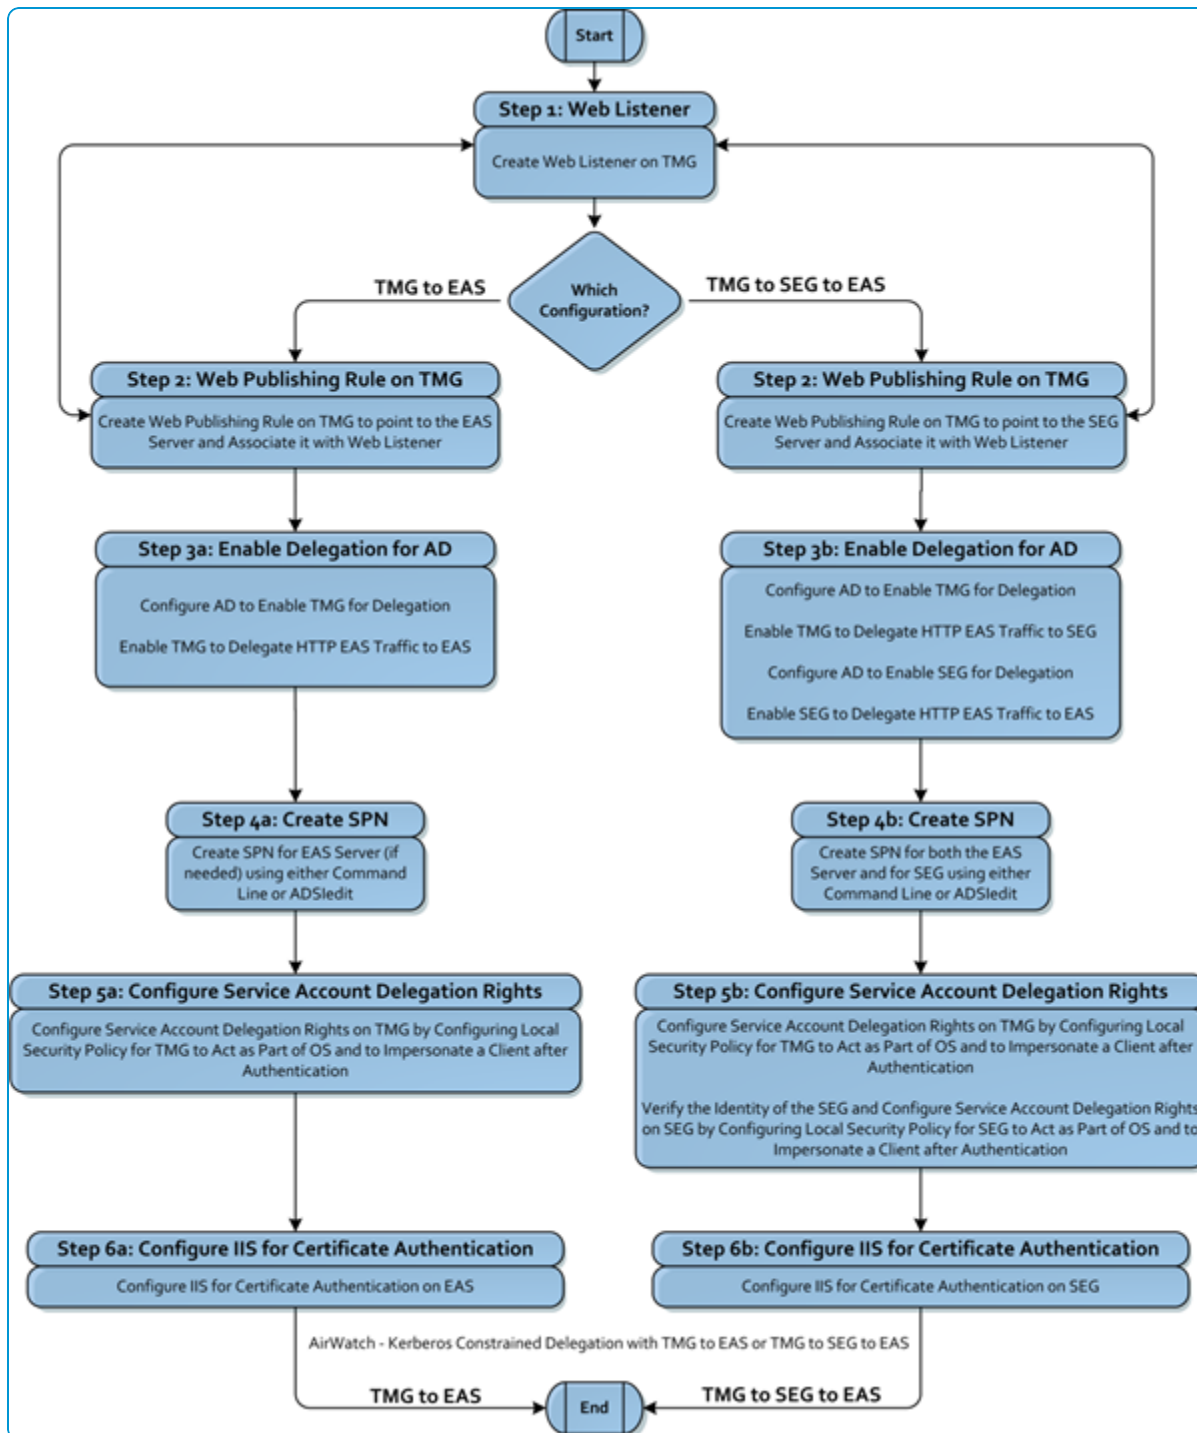 Start
Step 1: Web Listener
Create Web Listener on TMG
Which
Configuration?
TMG to EAS
TMG to SEG to EAS
Step 2: Web Publishing Rule on TMG
Create Web Publishing Rule on TMG to point to the EAS
Server and Associate it with Web Listener
Step 2: Web Publishing Rule on TMG
Create Web Publishing Rule on TMG to point to the SEG
Server and Associate it with Web Listener
Step 3a: Enable Delegation for AD
Configure AD to Enable TMG for Delegation
Enable TMG to Delegate HTTP EAS Traffic to EAS
Step 3b: Enable Delegation for AD
Configure AD to Enable TMG for Delegation
Enable TMG to Delegate HTTP EAS Traffic to SEG
Configure AD to Enable SEG for Delegation
Enable SEG to Delegate HTTP EAS Traffic to EAS
Step 4a: Create SPN
Create SPN for EAS Server (if
needed) using either Command
Line or ADSIedit
Step 4b: Create SPN
Create SPN for both the EAS
Server and for SEG using either
Command Line or ADSIedit
Step 5a: Configure Service Account Delegation Rights
Configure Service Account Delegation Rights on TMG by Configuring Local
Security Policy for TMG to Act as Part of OS and to Impersonate a Client after
Authentication
Step 5b: Configure Service Account Delegation Rights
Configure Service Account Delegation Rights on TMG by Configuring Local
Security Policy for TMG to Act as Part of OS and to Impersonate a Client after
Authentication
Verify the Identity of the SEG and Configure Service Account Delegation Rights
on SEG by Configuring Local Security Policy for SEG to Act as Part of OS and to
Impersonate a Client after Authentication
Step 6a: Configure IIS for Certificate Authentication
Configure IIS for Certificate Authentication on EAS
Step 6b: Configure IIS for Certificate Authentication
Configure IIS for Certificate Authentication on SEG
AirWatch - Kerberos Constrained Delegation with TMG to EAS or TMG to SEG to EAS
TMG to EAS
TMG to SEG to EAS
End